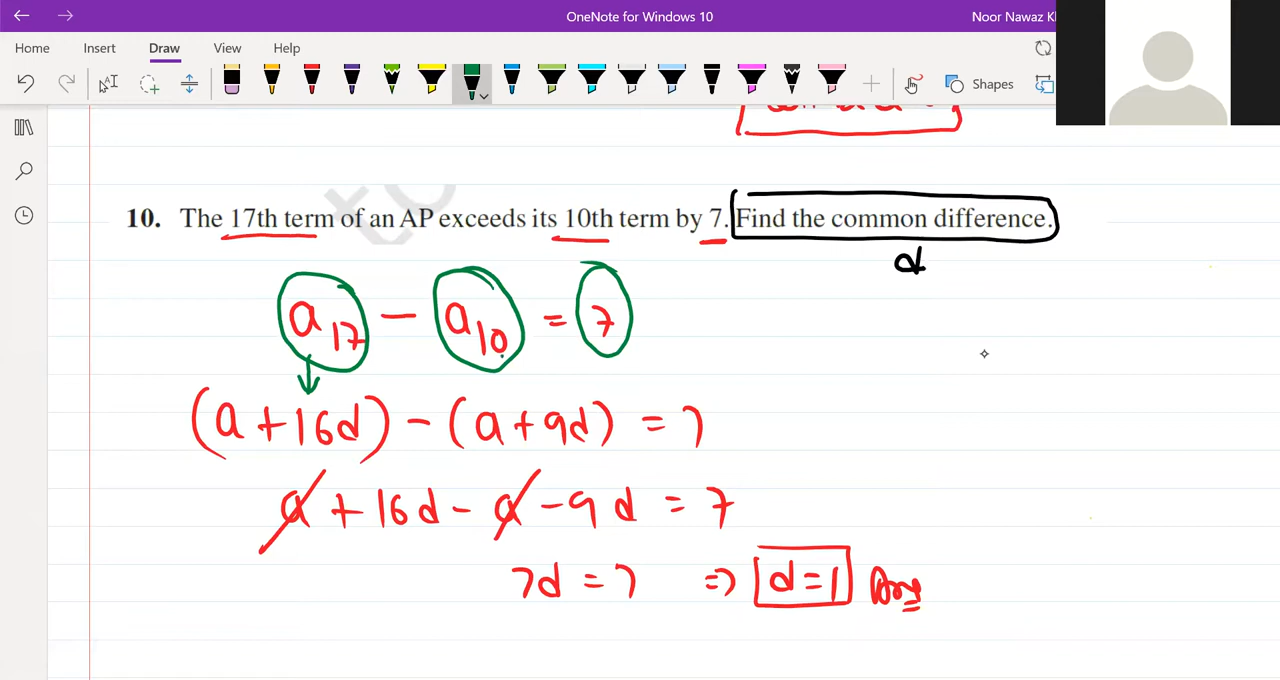 OneNote for Windows 10
Noor Nawaz Kh
Home Insert Draw View Help
Shapes
10. The 17th term of an AP exceeds its 10th term by 7. Find the common difference.
d
a17 - a10 = 7
(a + 16d) - (a + 9d) = 7
a + 16d - a - 9d = 7
7d = 7 => d = 1 Ans